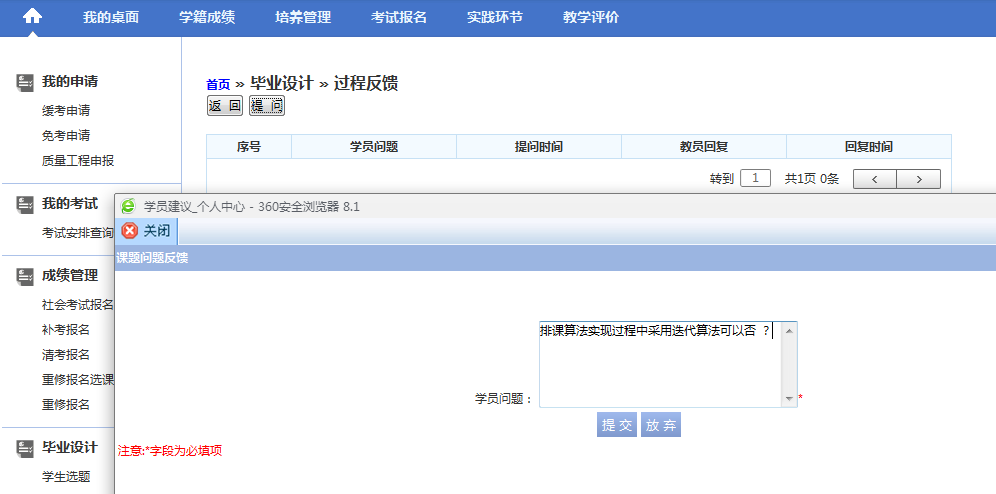 我的桌面 学籍成绩 培养管理 考试报名 实践环节 教学评价
我的申请
缓考申请
免考申请
质量工程申报
我的考试
考试安排查询
成绩管理
社会考试报名
补考报名
清考报名
重修报名选课
重修报名
毕业设计
学生选题
首页 » 毕业设计 » 过程反馈
返 回 提 问
序号 学员问题 提问时间 教员回复 回复时间
转到 1 共1页 0条 < >
学员建议_个人中心 - 360安全浏览器 8.1
关闭
课题问题反馈
排课算法实现过程中采用迭代算法可以否 ?
学员问题： *
提 交 放 弃
注意:*字段为必填项